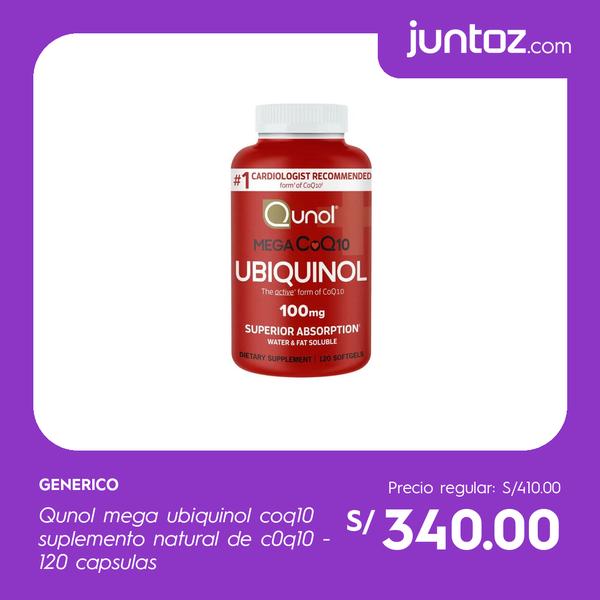 juntoz.com
#1 CARDIOLOGIST RECOMMENDED
form† of CoQ10†
Qunol®
MEGA CoQ10
UBIQUINOL
The active* form of CoQ10
100mg
SUPERIOR ABSORPTION†
WATER & FAT SOLUBLE
DIETARY SUPPLEMENT | 120 SOFTGELS
GENERICO
Precio regular: S/410.00
Qunol mega ubiquinol coq10
suplemento natural de c0q10 -
120 capsulas
S/ 340.00